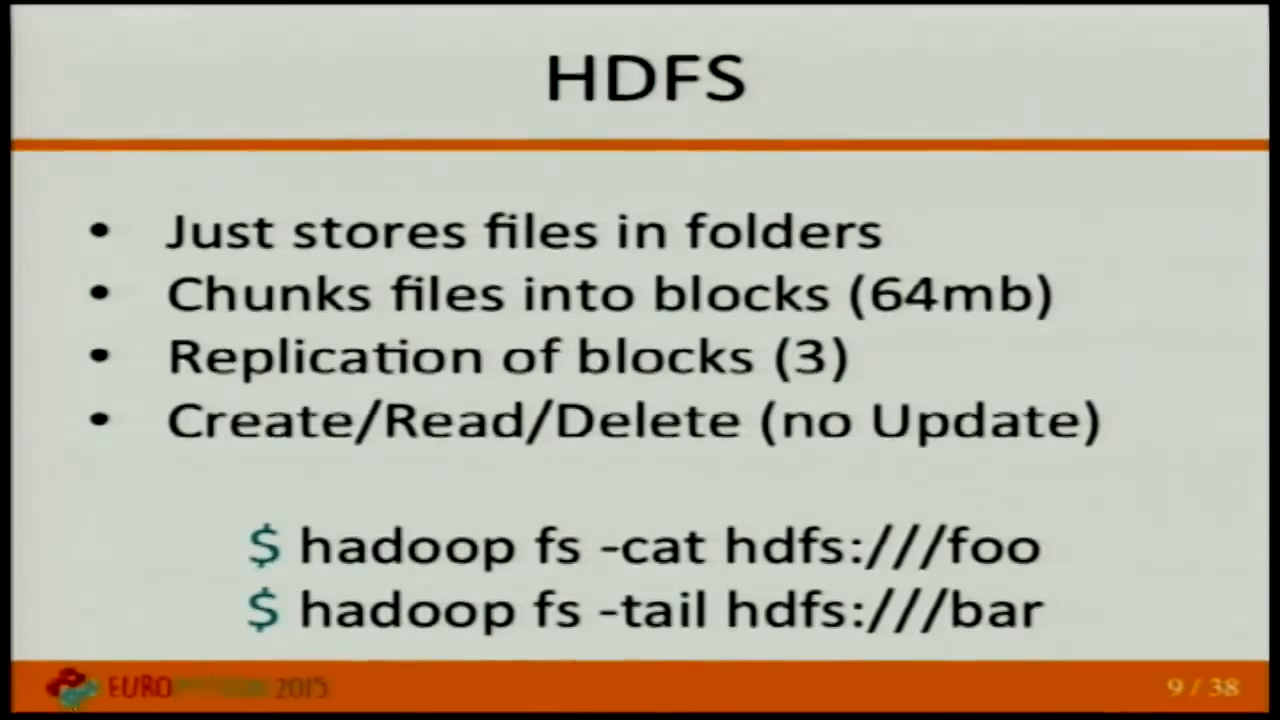 HDFS
• Just stores files in folders
• Chunks files into blocks (64mb)
• Replication of blocks (3)
• Create/Read/Delete (no Update)
$ hadoop fs -cat hdfs:///foo
$ hadoop fs -tail hdfs:///bar
EUROPYTHON 2015
9 / 38